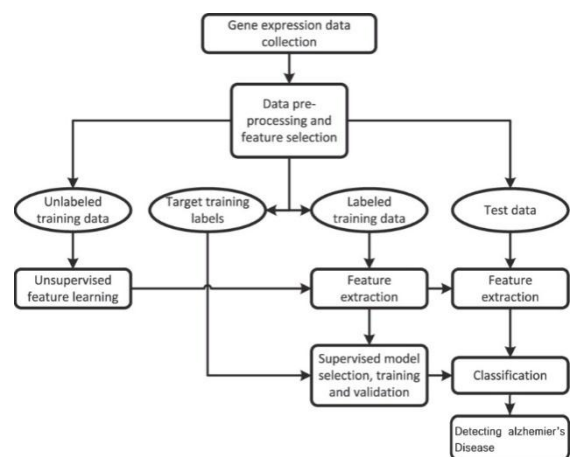 Gene expression data
collection
Data pre-
processing and
feature selection
Unlabeled
training data
Target training
labels
Labeled
training data
Test data
Unsupervised
feature learning
Feature
extraction
Feature
extraction
Supervised model
selection, training
and validation
Classification
Detecting alzhemier's
Disease